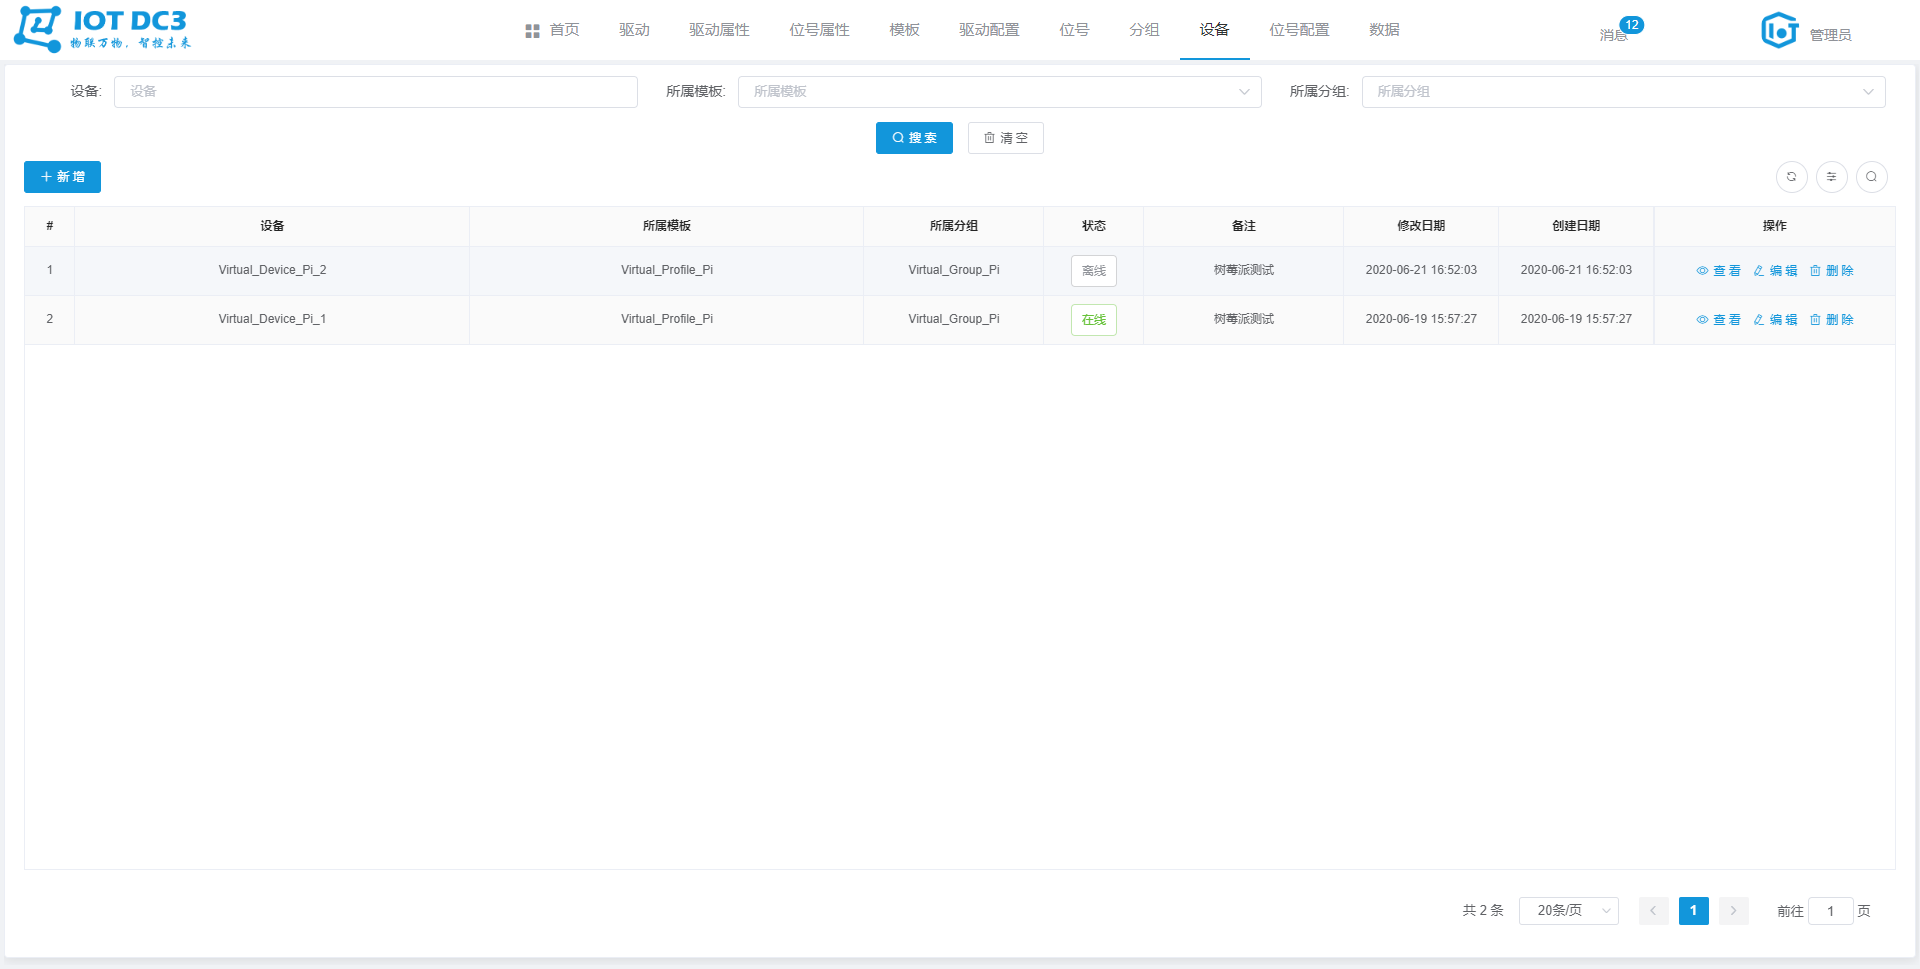 IOT DC3
物联万物，智控未来
首页 驱动 驱动属性 位号属性 模板 驱动配置 位号 分组 设备 位号配置 数据
消息 12
IoT 管理员
设备: 设备 所属模板: 所属模板 所属分组: 所属分组
搜索 清空
新增
# 设备 所属模板 所属分组 状态 备注 修改日期 创建日期 操作
1 Virtual_Device_Pi_2 Virtual_Profile_Pi Virtual_Group_Pi 离线 树莓派测试 2020-06-21 16:52:03 2020-06-21 16:52:03 查看 编辑 删除
2 Virtual_Device_Pi_1 Virtual_Profile_Pi Virtual_Group_Pi 在线 树莓派测试 2020-06-19 15:57:27 2020-06-19 15:57:27 查看 编辑 删除
共 2 条 20条/页 1 前往 1 页